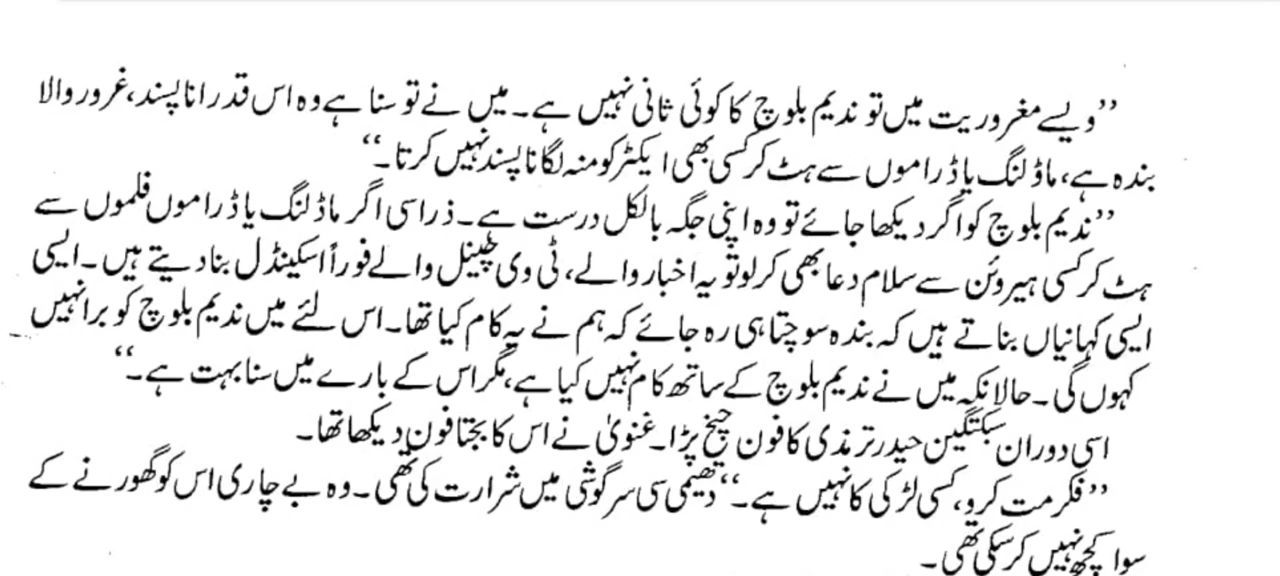 ’’ویسے مغروریت میں تو ندیم بلوچ کا کوئی ثانی نہیں ہے۔ میں نے تو سنا ہے وہ اس قدر انا پسند، غرور والا
بندہ ہے، ماڈلنگ یا ڈراموں سے ہٹ کر کسی بھی ایکٹر کو منہ لگانا پسند نہیں کرتا۔‘‘
’’ندیم بلوچ کو اگر دیکھا جائے تو وہ اپنی جگہ بالکل درست ہے۔ ذرا سی اگر ماڈلنگ یا ڈراموں فلموں سے
ہٹ کر کسی ہیروئن سے سلام دعا بھی کر لو تو یہ اخبار والے، ٹی وی چینل والے فوراً اسکینڈل بنا دیتے ہیں۔ ایسی
ایسی کہانیاں بناتے ہیں کہ بندہ سوچتا ہی رہ جائے کہ ہم نے یہ کام کیا تھا۔ اس لئے میں ندیم بلوچ کو برا نہیں
کہوں گی۔ حالانکہ میں نے ندیم بلوچ کے ساتھ کام نہیں کیا ہے، مگر اس کے بارے میں سنا بہت ہے۔‘‘
اسی دوران سبکتگین حیدر ترمذی کا فون چیخ پڑا۔ غنویٰ نے اس کا بجتا فون دیکھا تھا۔
’’فکر مت کرو، کسی لڑکی کا نہیں ہے۔‘‘ دھیمی سی سرگوشی میں شرارت کی تھی۔ وہ بے چاری اس کو گھورنے کے
سوا کچھ نہیں کر سکی تھی۔